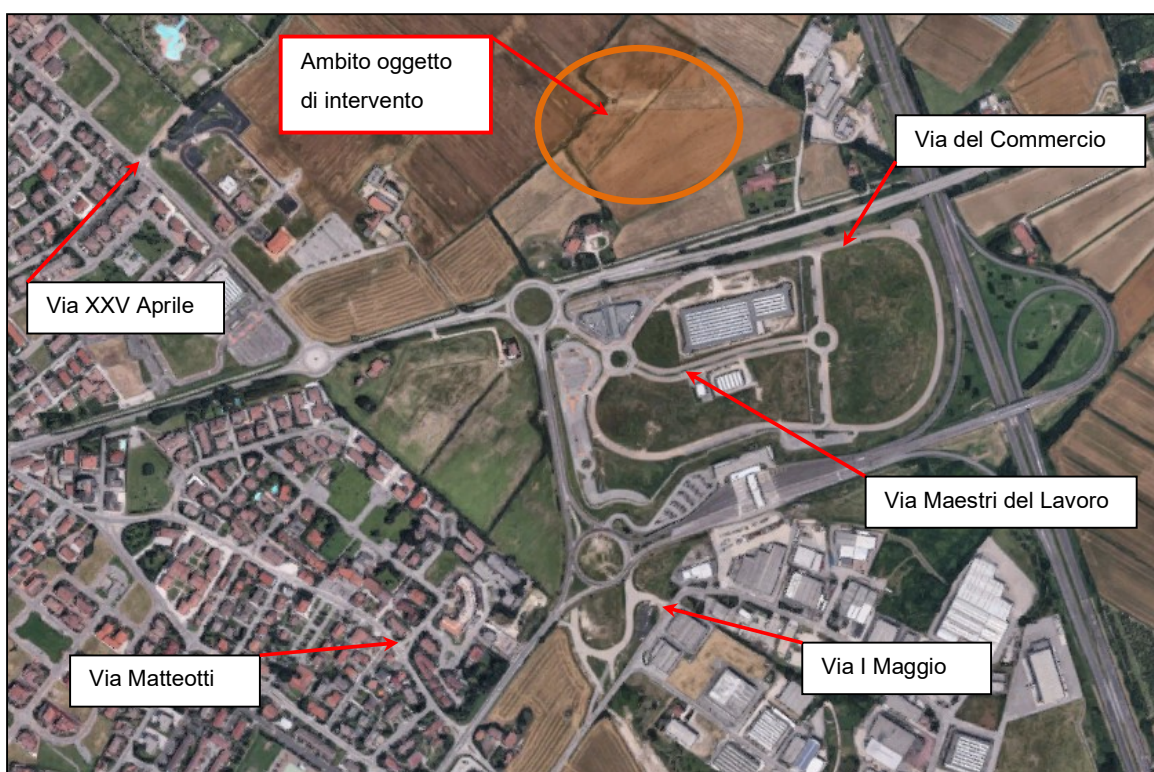 Ambito oggetto
di intervento
Via del Commercio
Via XXV Aprile
Via Maestri del Lavoro
Via Matteotti
Via I Maggio